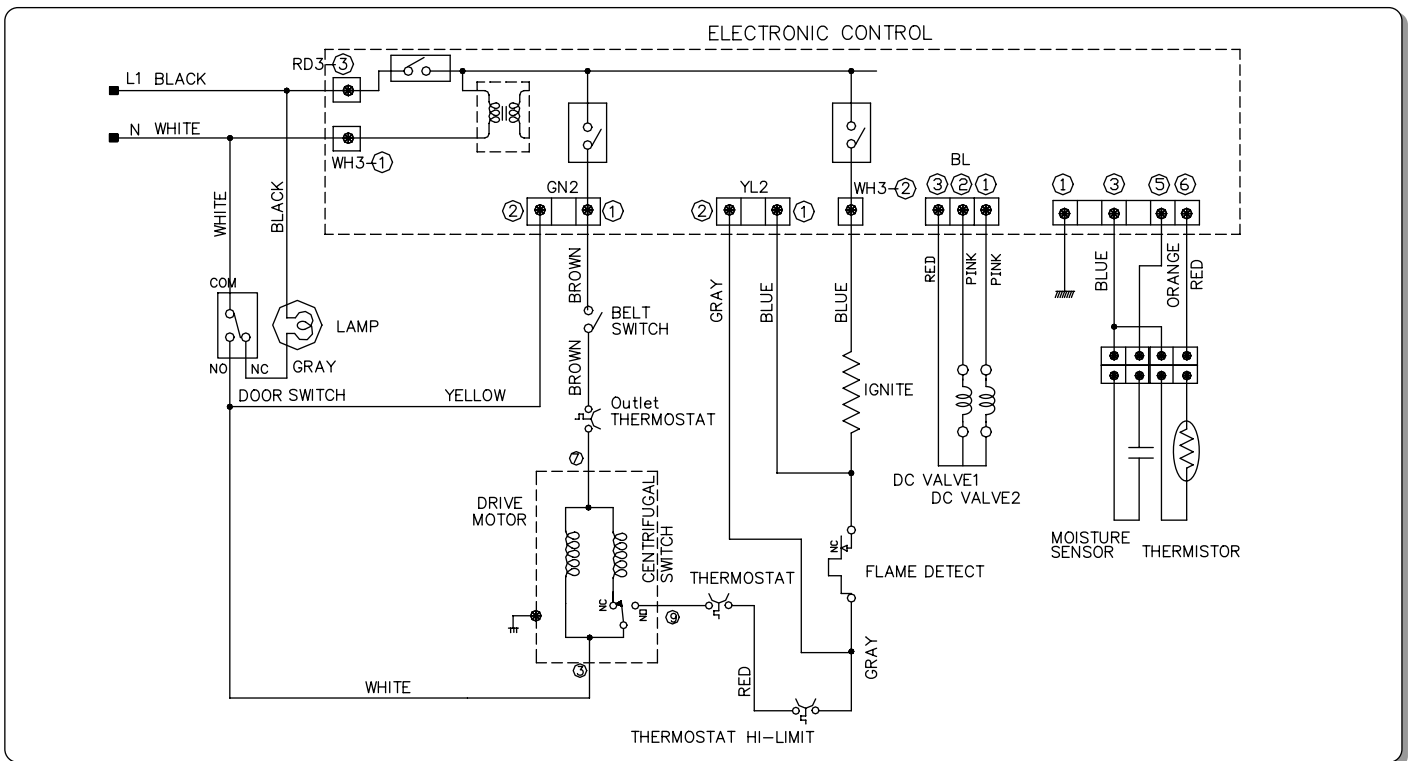 ELECTRONIC CONTROL
RD3-③
L1 BLACK
N WHITE
WH3-①
WHITE
BLACK
GN2
② ①
YL2
② ①
WH3-②
BL
③ ② ①
① ③ ⑤ ⑥
BROWN
GRAY
BLUE
BLUE
RED
PINK
PINK
BLUE
ORANGE
RED
COM
NO
NC
LAMP
GRAY
DOOR SWITCH
YELLOW
BELT
SWITCH
BROWN
Outlet
THERMOSTAT
IGNITE
⑦
DRIVE
MOTOR
CENTRIFUGAL
SWITCH
NC
NO
⑨
③
WHITE
THERMOSTAT
RED
THERMOSTAT HI-LIMIT
NC
FLAME DETECT
GRAY
DC VALVE1
DC VALVE2
MOISTURE
SENSOR
THERMISTOR